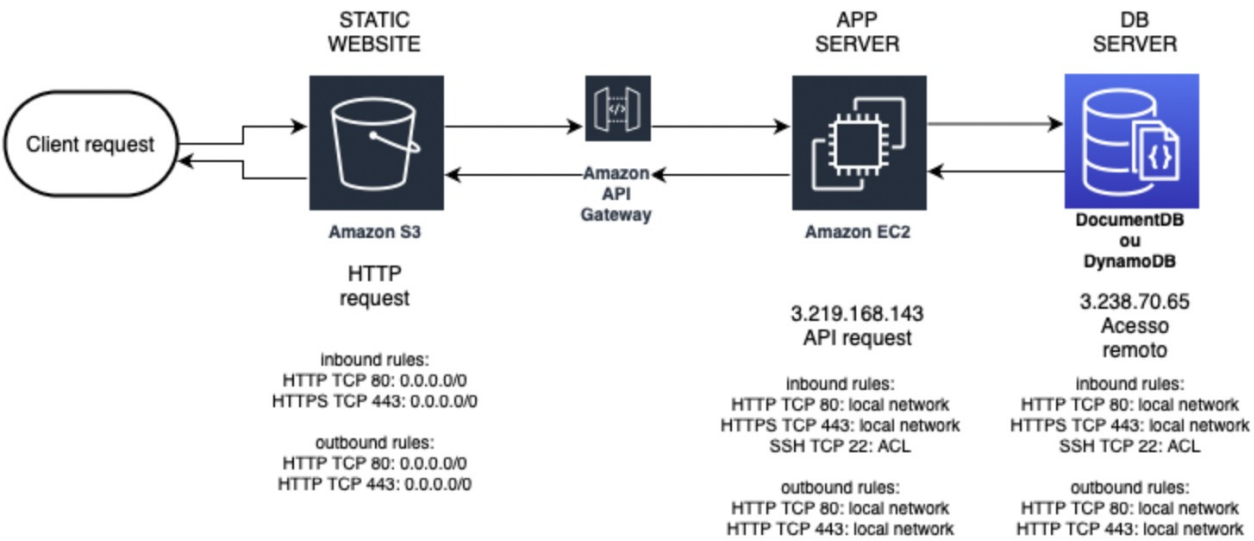 STATIC
WEBSITE
APP
SERVER
DB
SERVER
Client request
</>
{}
Amazon S3
Amazon
API
Gateway
Amazon EC2
DocumentDB
ou
DynamoDB
HTTP
request
3.219.168.143
API request
3.238.70.65
Acesso
remoto
inbound rules:
HTTP TCP 80: 0.0.0.0/0
HTTPS TCP 443: 0.0.0.0/0
outbound rules:
HTTP TCP 80: 0.0.0.0/0
HTTP TCP 443: 0.0.0.0/0
inbound rules:
HTTP TCP 80: local network
HTTPS TCP 443: local network
SSH TCP 22: ACL
outbound rules:
HTTP TCP 80: local network
HTTP TCP 443: local network
inbound rules:
HTTP TCP 80: local network
HTTPS TCP 443: local network
SSH TCP 22: ACL
outbound rules:
HTTP TCP 80: local network
HTTP TCP 443: local network